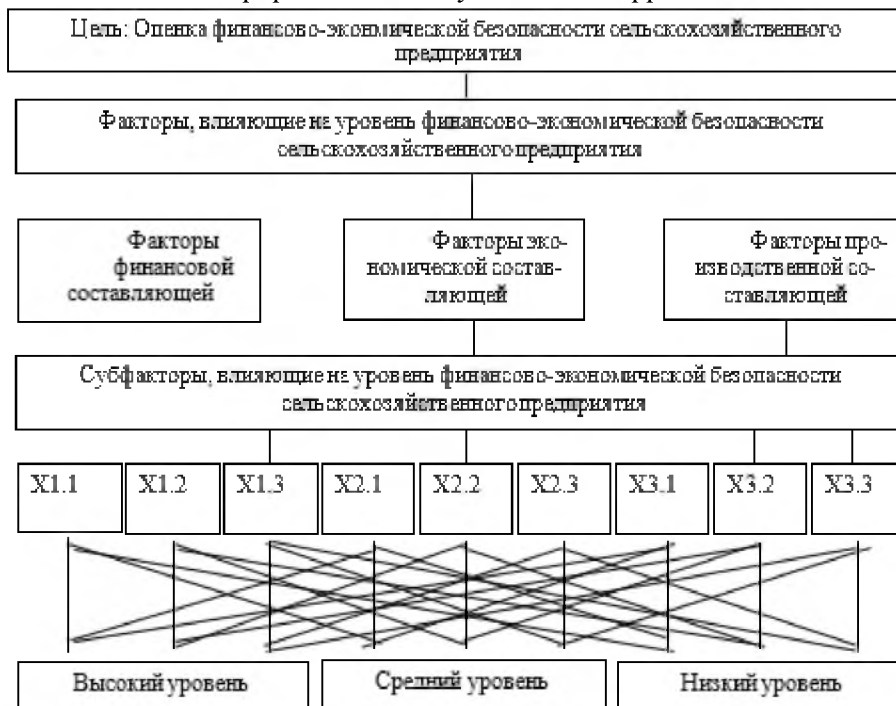 Цель: Оценка финансово-экономической безопасности сельскохозяйственного
предприятия
Факторы, влияющие на уровень финансово-экономической безопасности
сельскохозяйственного предприятия
Факторы
финансовой
составляющей
Факторы эко-
номической состав-
ляющей
Факторы про-
изводственной со-
ставляющей
Субфакторы, влияющие на уровень финансово-экономической безопасности
сельскохозяйственного предприятия
X1.1 X1.2 X1.3 X2.1 X2.2 X2.3 X3.1 X3.2 X3.3
Высокий уровень Средний уровень Низкий уровень